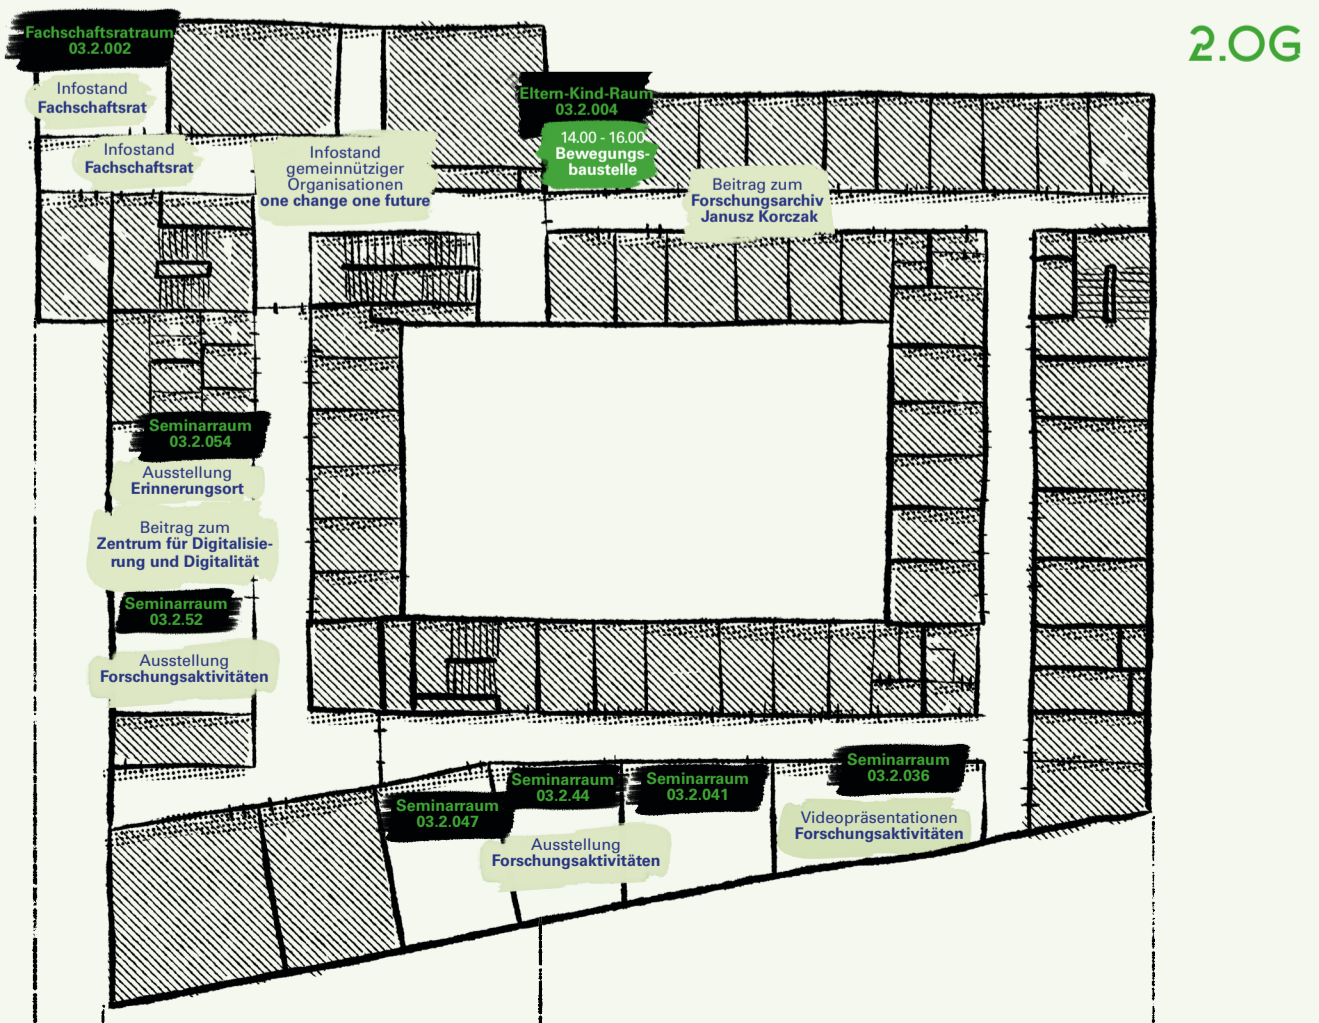 2.OG
Fachschaftsratraum
03.2.002
Infostand
Fachschaftsrat
Infostand
Fachschaftsrat
Infostand
gemeinnütziger
Organisationen
one change one future
Eltern-Kind-Raum
03.2.004
14.00 - 16.00
Bewegungs-
baustelle
Beitrag zum
Forschungsarchiv
Janusz Korczak
Seminarraum
03.2.054
Ausstellung
Erinnerungsort
Beitrag zum
Zentrum für Digitalisie-
rung und Digitalität
Seminarraum
03.2.52
Ausstellung
Forschungsaktivitäten
Seminarraum
03.2.047
Seminarraum
03.2.44
Seminarraum
03.2.041
Ausstellung
Forschungsaktivitäten
Seminarraum
03.2.036
Videopräsentationen
Forschungsaktivitäten